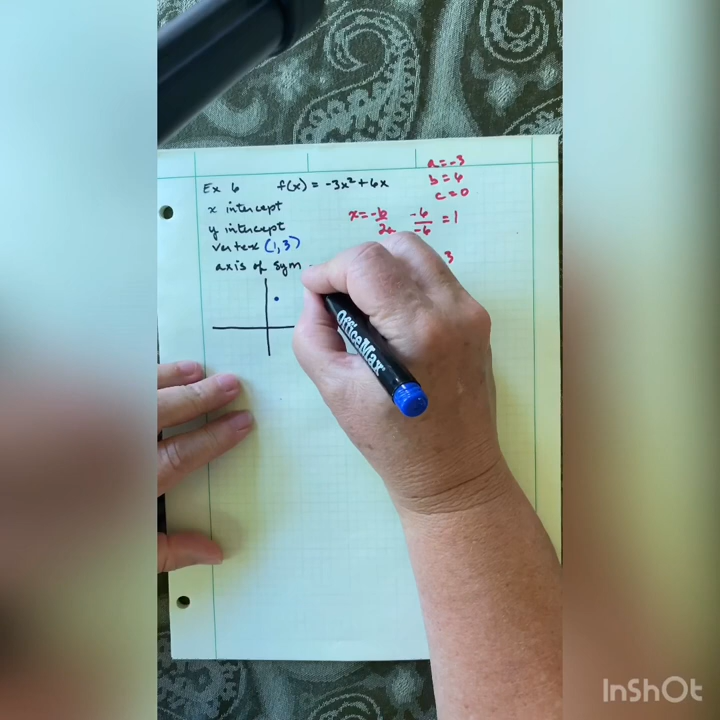 Ex 6 f(x) = -3x² + 6x
x intercept
y intercept
vertex (1,3)
axis of sym
a = -3
b = 6
c = 0
x = -b/2a -6/-6 = 1
3
OfficeMax
InShOt